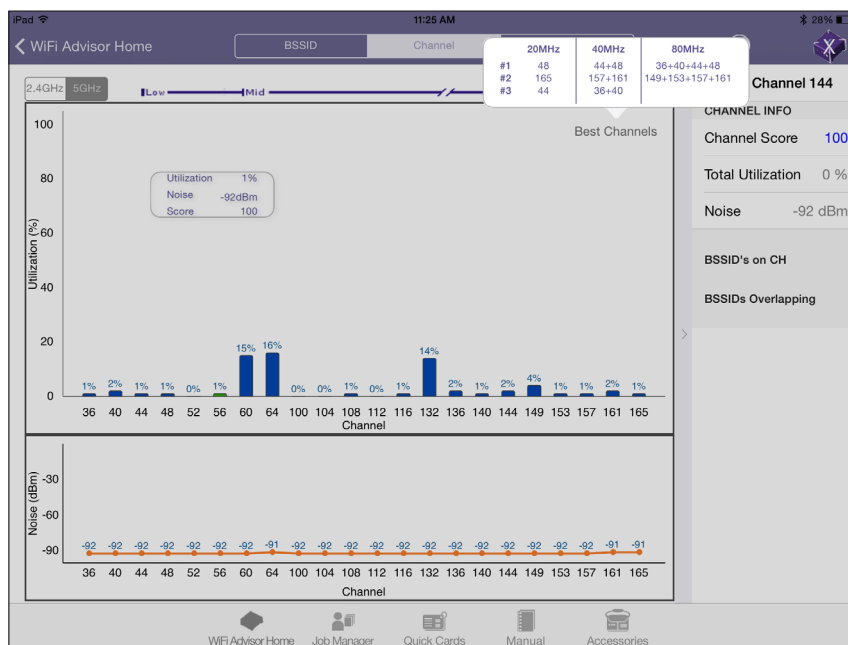 iPad 11:25 AM 28%
WiFi Advisor Home BSSID Channel
20MHz 40MHz 80MHz
#1 48 44+48 36+40+44+48
#2 165 157+161 149+153+157+161
#3 44 36+40
2.4GHz 5GHz Low Mid Channel 144
CHANNEL INFO
Best Channels
Channel Score 100
Total Utilization 0 %
Noise -92 dBm
BSSID's on CH
BSSIDs Overlapping
Utilization 1%
Noise -92dBm
Score 100
Utilization (%)
100
80
60
40
20
0
1% 2% 1% 1% 0% 1% 15% 16% 0% 0% 1% 0% 1% 14% 2% 1% 2% 4% 1% 1% 2% 1%
36 40 44 48 52 56 60 64 100 104 108 112 116 132 136 140 144 149 153 157 161 165
Channel
Noise (dBm)
-30
-60
-90
-92 -92 -92 -92 -92 -92 -92 -91 -92 -92 -92 -92 -92 -92 -92 -92 -92 -92 -92 -92 -91 -91
36 40 44 48 52 56 60 64 100 104 108 112 116 132 136 140 144 149 153 157 161 165
Channel
WiFi Advisor Home Job Manager Quick Cards Manual Accessories